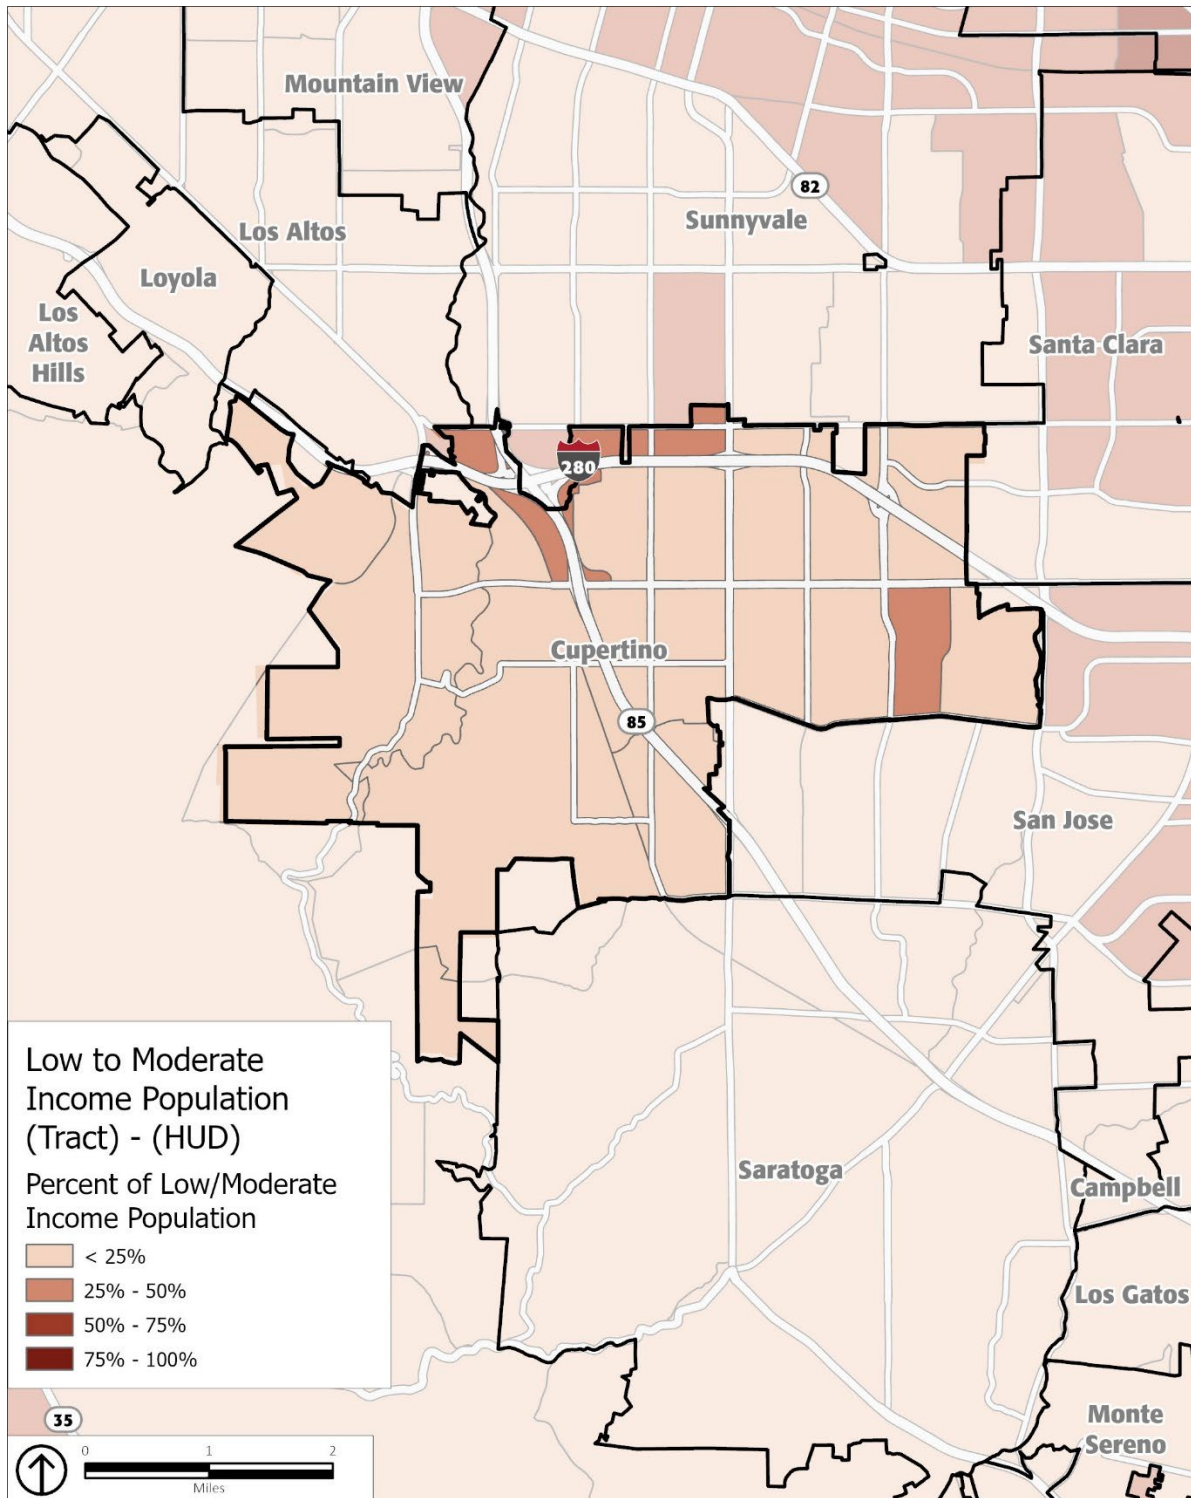 Mountain View
82
Sunnyvale
Los Altos
Loyola
Los
Altos
Hills
Santa Clara
280
Cupertino
85
San Jose
Saratoga
Campbell
Los Gatos
Monte
Sereno
Low to Moderate
Income Population
(Tract) - (HUD)
Percent of Low/Moderate
Income Population
< 25%
25% - 50%
50% - 75%
75% - 100%
35
0 1 2
Miles